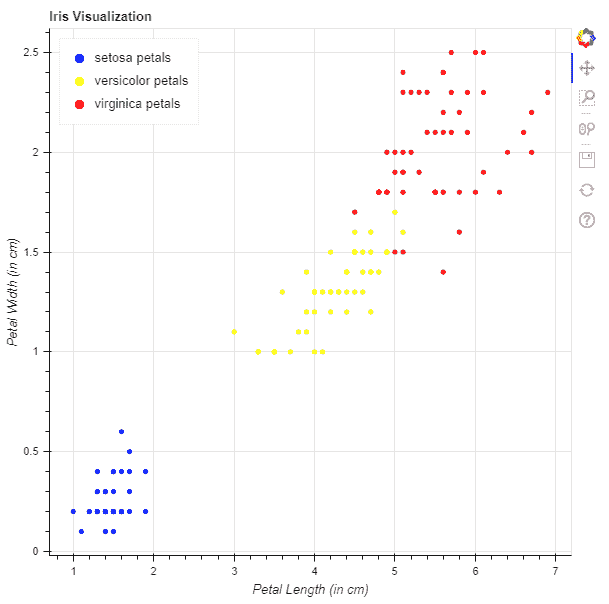 Iris Visualization
setosa petals
versicolor petals
virginica petals
2.5
2
1.5
1
0.5
0
Petal Width (in cm)
1
2
3
4
5
6
7
Petal Length (in cm)
?